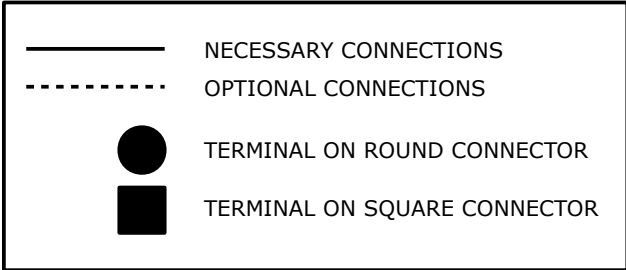 NECESSARY CONNECTIONS
OPTIONAL CONNECTIONS
TERMINAL ON ROUND CONNECTOR
TERMINAL ON SQUARE CONNECTOR